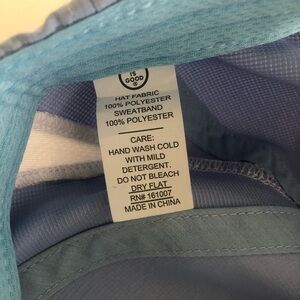 IS
GOOD
®
HAT FABRIC
100% POLYESTER
SWEATBAND
100% POLYESTER
CARE:
HAND WASH COLD
WITH MILD
DETERGENT.
DO NOT BLEACH
DRY FLAT.
RN# 161007
MADE IN CHINA